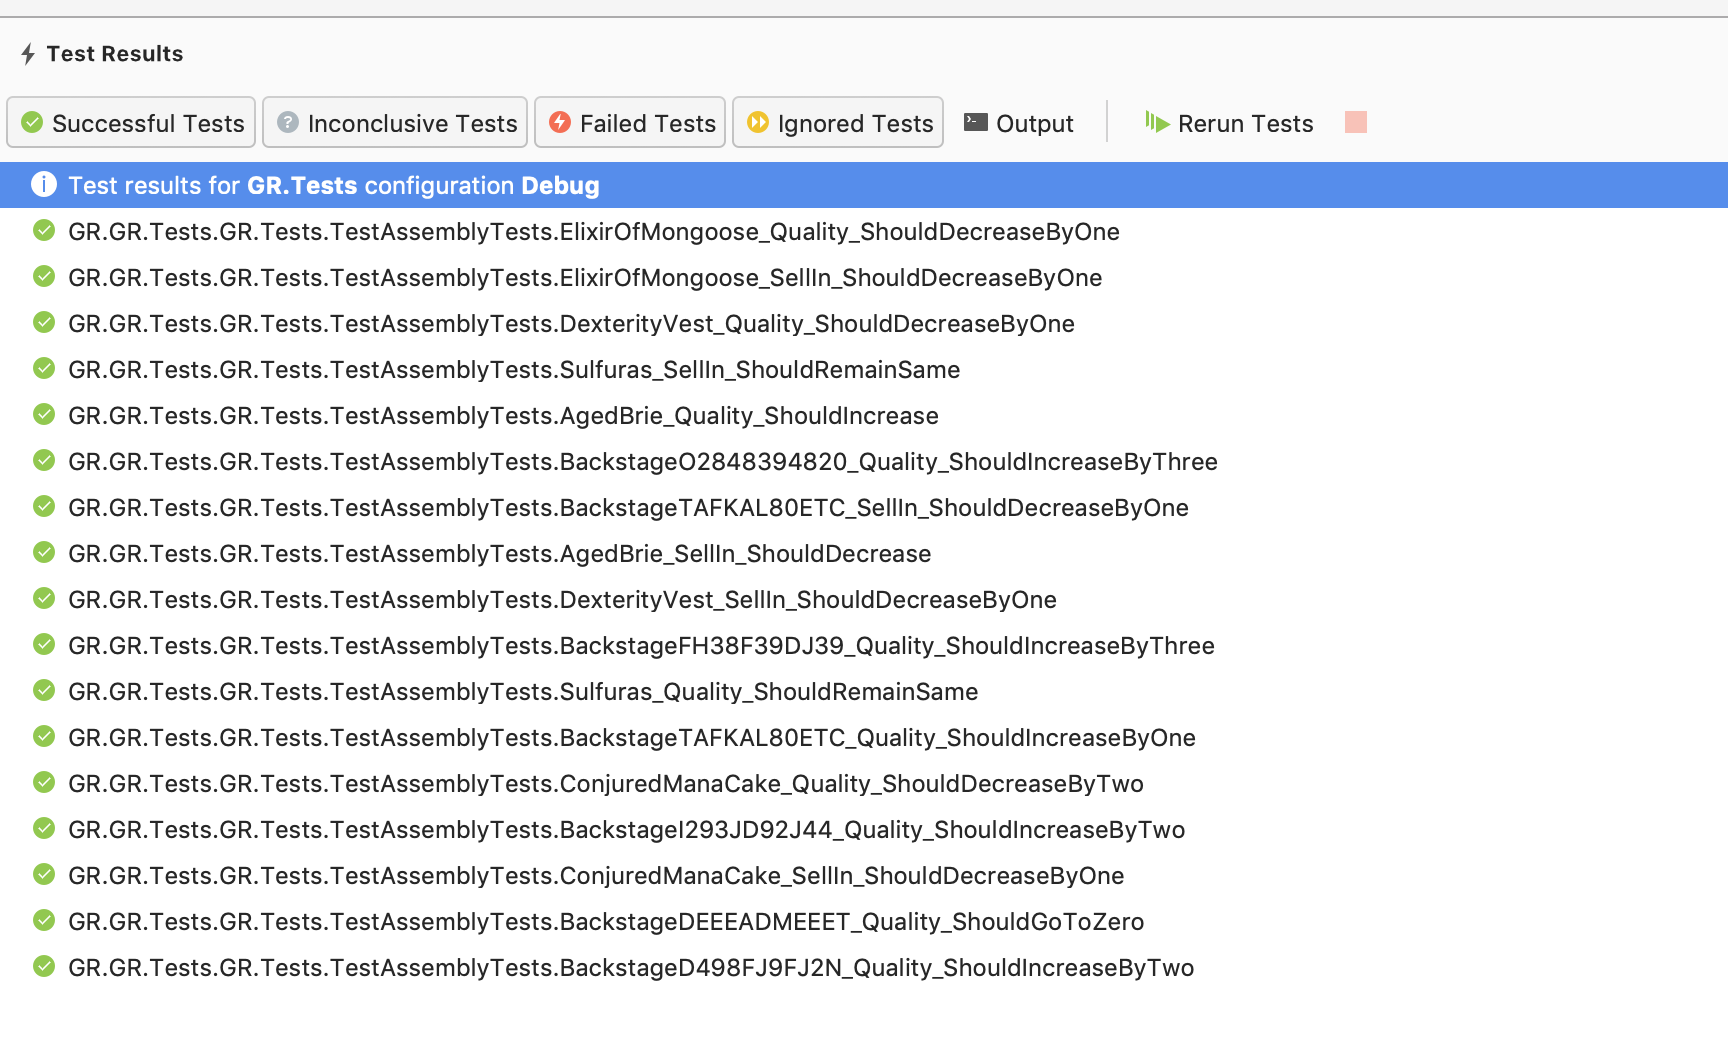 Test Results
Successful Tests Inconclusive Tests Failed Tests Ignored Tests Output Rerun Tests
Test results for GR.Tests configuration Debug
GR.GR.Tests.GR.Tests.TestAssemblyTests.ElixirOfMongoose_Quality_ShouldDecreaseByOne
GR.GR.Tests.GR.Tests.TestAssemblyTests.ElixirOfMongoose_SellIn_ShouldDecreaseByOne
GR.GR.Tests.GR.Tests.TestAssemblyTests.DexterityVest_Quality_ShouldDecreaseByOne
GR.GR.Tests.GR.Tests.TestAssemblyTests.Sulfuras_SellIn_ShouldRemainSame
GR.GR.Tests.GR.Tests.TestAssemblyTests.AgedBrie_Quality_ShouldIncrease
GR.GR.Tests.GR.Tests.TestAssemblyTests.BackstageO2848394820_Quality_ShouldIncreaseByThree
GR.GR.Tests.GR.Tests.TestAssemblyTests.BackstageTAFKAL80ETC_SellIn_ShouldDecreaseByOne
GR.GR.Tests.GR.Tests.TestAssemblyTests.AgedBrie_SellIn_ShouldDecrease
GR.GR.Tests.GR.Tests.TestAssemblyTests.DexterityVest_SellIn_ShouldDecreaseByOne
GR.GR.Tests.GR.Tests.TestAssemblyTests.BackstageFH38F39DJ39_Quality_ShouldIncreaseByThree
GR.GR.Tests.GR.Tests.TestAssemblyTests.Sulfuras_Quality_ShouldRemainSame
GR.GR.Tests.GR.Tests.TestAssemblyTests.BackstageTAFKAL80ETC_Quality_ShouldIncreaseByOne
GR.GR.Tests.GR.Tests.TestAssemblyTests.ConjuredManaCake_Quality_ShouldDecreaseByTwo
GR.GR.Tests.GR.Tests.TestAssemblyTests.BackstageI293JD92J44_Quality_ShouldIncreaseByTwo
GR.GR.Tests.GR.Tests.TestAssemblyTests.ConjuredManaCake_SellIn_ShouldDecreaseByOne
GR.GR.Tests.GR.Tests.TestAssemblyTests.BackstageDEEEADMEEET_Quality_ShouldGoToZero
GR.GR.Tests.GR.Tests.TestAssemblyTests.BackstageD498FJ9FJ2N_Quality_ShouldIncreaseByTwo